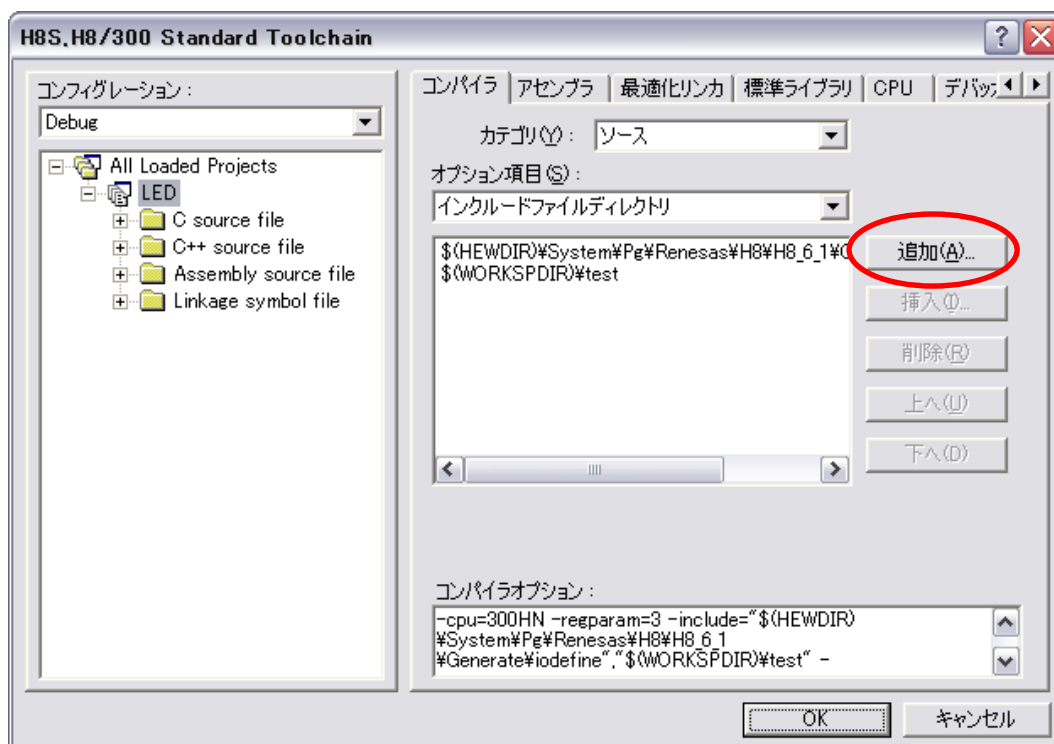 H8S,H8/300 Standard Toolchain
コンフィグレーション :
Debug
All Loaded Projects
LED
C source file
C++ source file
Assembly source file
Linkage symbol file
コンパイラ
アセンブラ
最適化リンカ
標準ライブラリ
CPU
デバッ
カテゴリ(Y) :
ソース
オプション項目(S) :
インクルードファイルディレクトリ
$(HEWDIR)¥System¥Pg¥Renesas¥H8¥H8_6_1¥G
$(WORKSPDIR)¥test
追加(A)...
挿入(I)...
削除(R)
上へ(U)
下へ(D)
コンパイラオプション :
-cpu=300HN -regparam=3 -include="$(HEWDIR)
¥System¥Pg¥Renesas¥H8¥H8_6_1
¥Generate¥iodefine","$(WORKSPDIR)¥test" -
OK
キャンセル